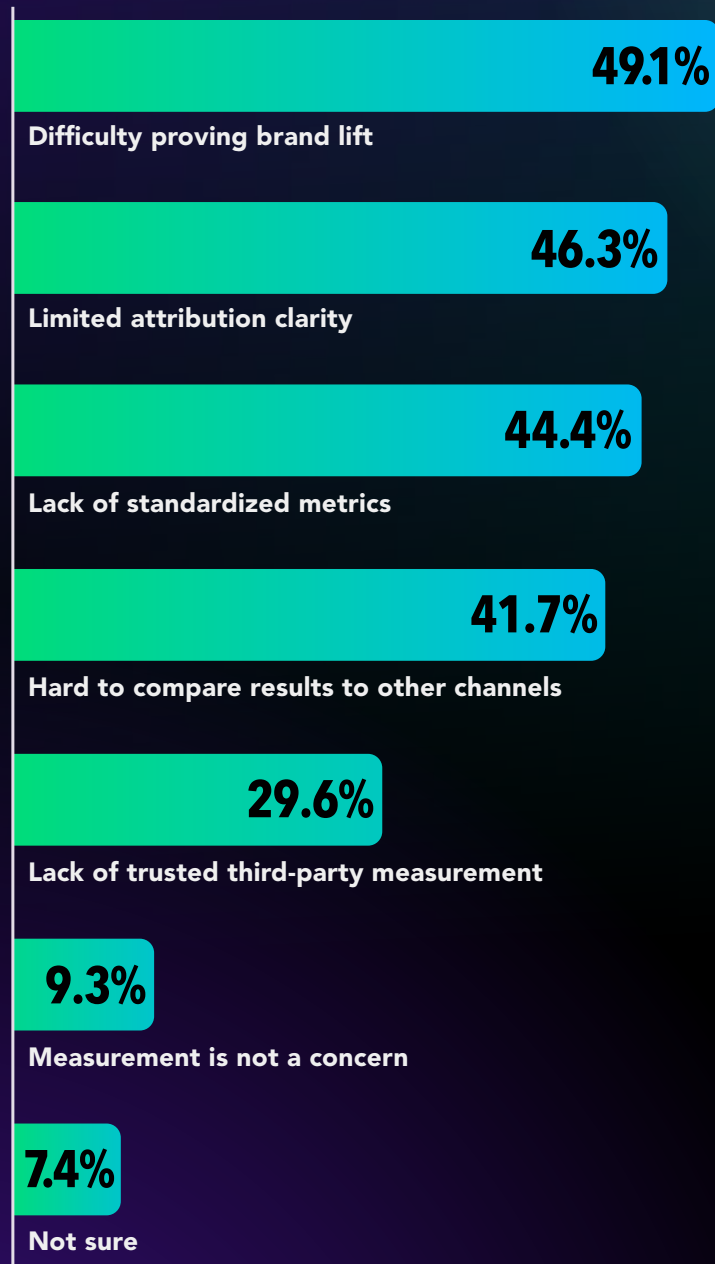 49.1%
Difficulty proving brand lift
46.3%
Limited attribution clarity
44.4%
Lack of standardized metrics
41.7%
Hard to compare results to other channels
29.6%
Lack of trusted third-party measurement
9.3%
Measurement is not a concern
7.4%
Not sure